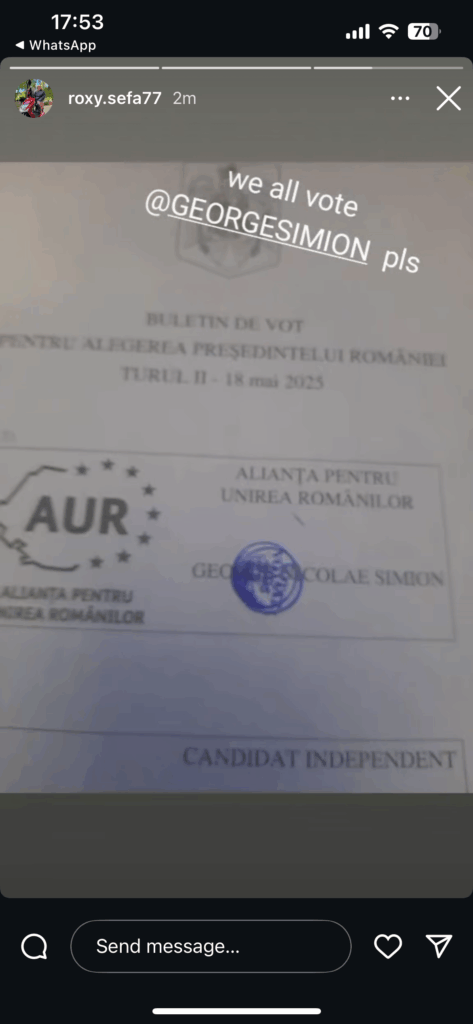 17:53
70
◀ WhatsApp
roxy.sefa77 2m
we all vote
@GEORGESIMION pls
BULETIN DE VOT
PENTRU ALEGEREA PREȘEDINTELUI ROMÂNIEI
TURUL II - 18 mai 2025
AUR
ALIANȚA PENTRU
UNIREA ROMÂNILOR
ALIANȚA PENTRU
UNIREA ROMÂNILOR
SIMION
CANDIDAT INDEPENDENT
Send message...